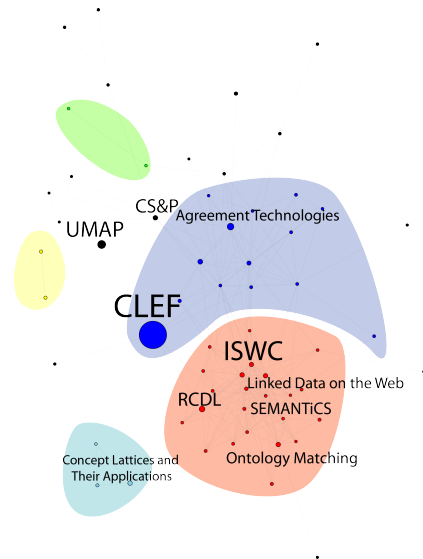 CS&P
Agreement Technologies
UMAP
CLEF
ISWC
Linked Data on the Web
RCDL
SEMANTiCS
Ontology Matching
Concept Lattices and
Their Applications